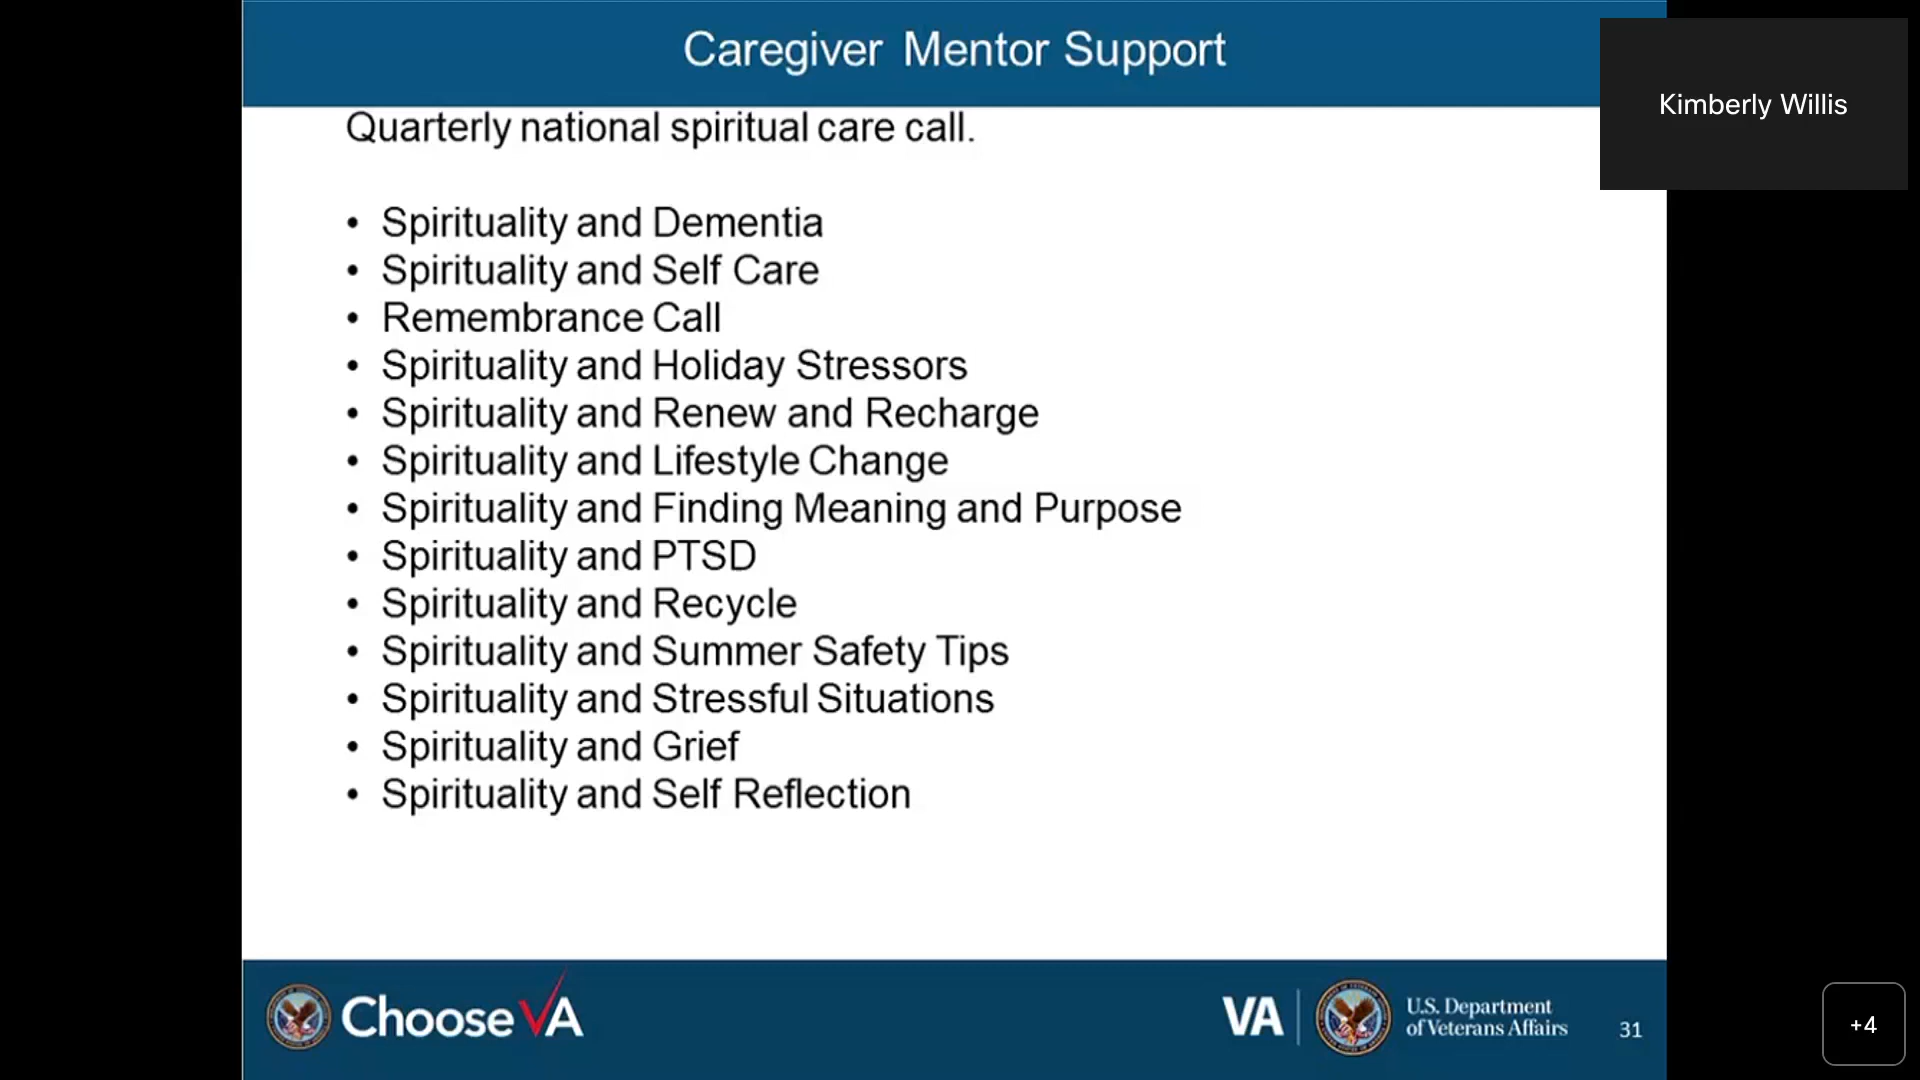 Caregiver Mentor Support
Kimberly Willis
Quarterly national spiritual care call.
• Spirituality and Dementia
• Spirituality and Self Care
• Remembrance Call
• Spirituality and Holiday Stressors
• Spirituality and Renew and Recharge
• Spirituality and Lifestyle Change
• Spirituality and Finding Meaning and Purpose
• Spirituality and PTSD
• Spirituality and Recycle
• Spirituality and Summer Safety Tips
• Spirituality and Stressful Situations
• Spirituality and Grief
• Spirituality and Self Reflection
Choose VA
VA
U.S. Department
of Veterans Affairs
31
+4